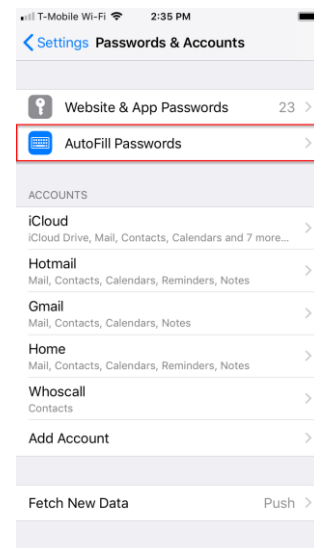 T-Mobile Wi-Fi 2:35 PM
Settings Passwords & Accounts
Website & App Passwords 23
AutoFill Passwords
ACCOUNTS
iCloud
iCloud Drive, Mail, Contacts, Calendars and 7 more...
Hotmail
Mail, Contacts, Calendars, Reminders, Notes
Gmail
Mail, Contacts, Calendars, Notes
Home
Mail, Contacts, Calendars, Reminders, Notes
Whoscall
Contacts
Add Account
Fetch New Data Push